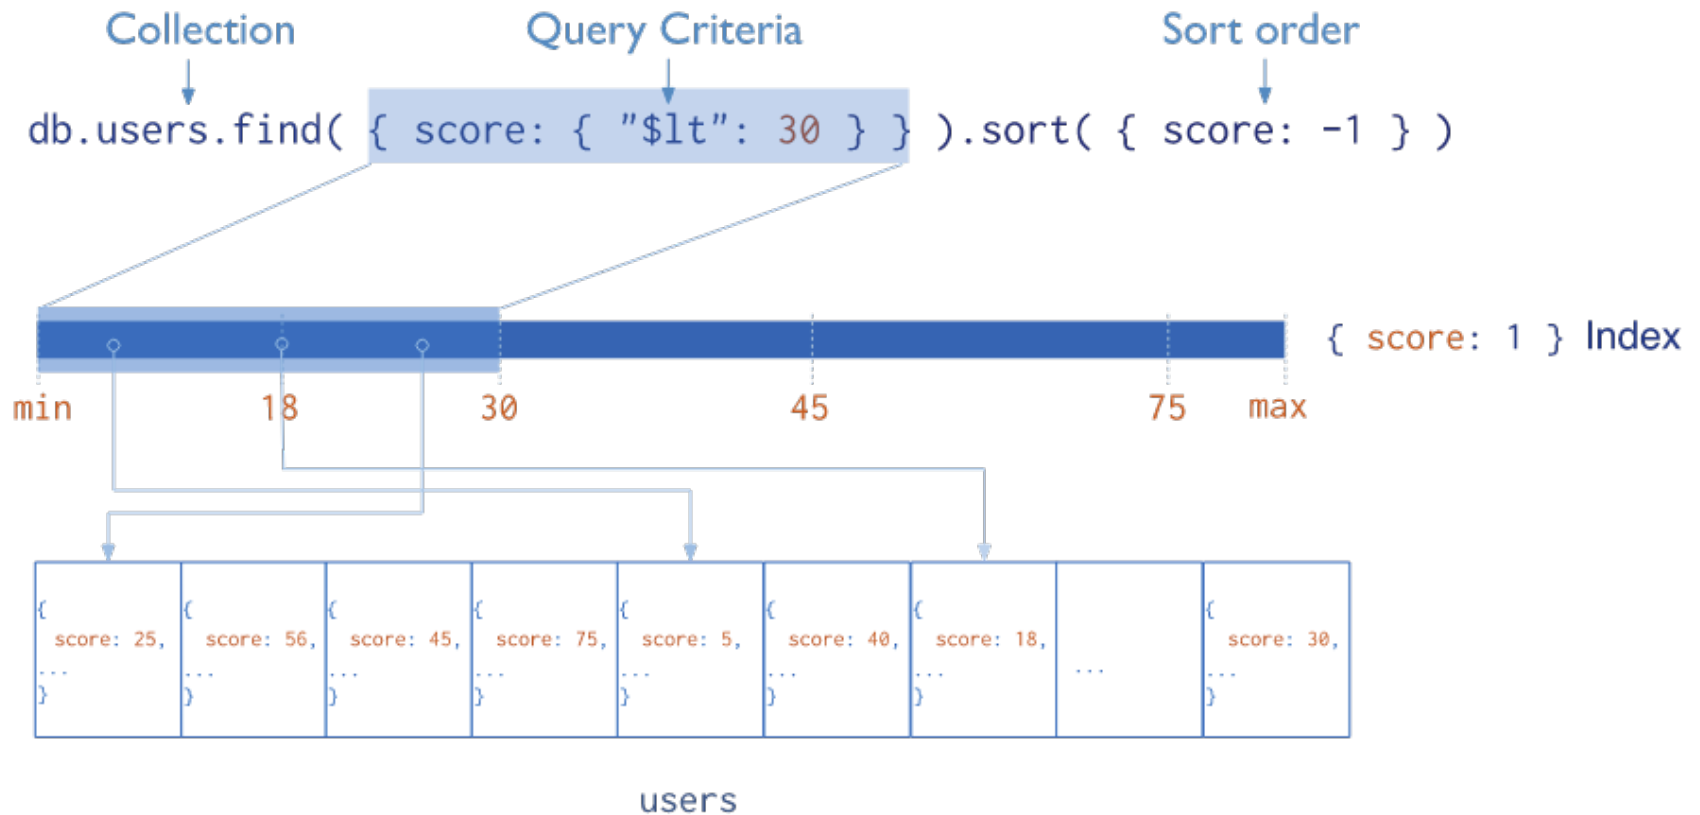 Collection Query Criteria Sort order
db.users.find( { score: { "$lt": 30 } } ).sort( { score: -1 } )
{ score: 1 } Index
min 18 30 45 75 max
{ { { { { { { {
score: 25, score: 56, score: 45, score: 75, score: 5, score: 40, score: 18, score: 30,
... ... ... ... ... ... ... ... ...
} } } } } } } }
users